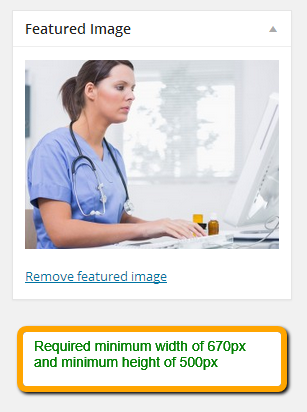 Featured Image
Remove featured image
Required minimum width of 670px
and minimum height of 500px